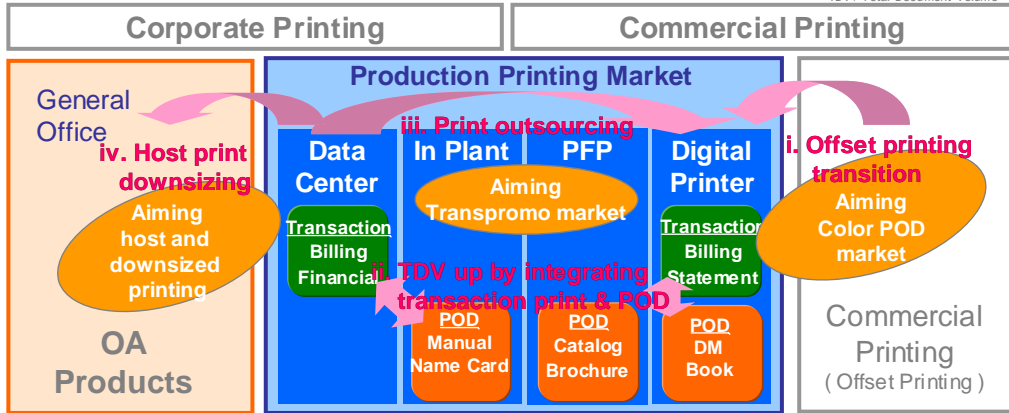 Corporate Printing
Commercial Printing
Production Printing Market
General
Office
iii. Print outsourcing
iv. Host print
downsizing
i. Offset printing
transition
Data
Center
In Plant
PFP
Digital
Printer
Aiming
Transpromo market
Aiming
host and
downsized
printing
Aiming
Color POD
market
Transaction
Billing
Financial
Transaction
Billing
Statement
ii. TDV up by integrating
transaction print & POD
POD
Manual
Name Card
POD
Catalog
Brochure
POD
DM
Book
OA
Products
Commercial
Printing
( Offset Printing )